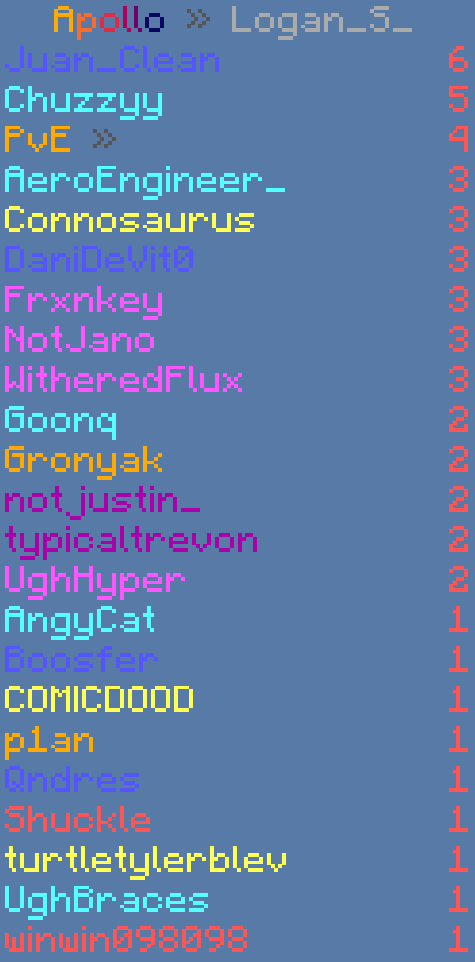 Apollo » Logan_S_
Juan_Clean 6
Chuzzyy 5
PvE » 4
AeroEngineer_ 3
Connosaurus 3
DaniDeVit0 3
Frxnkey 3
NotJano 3
WitheredFlux 3
Goonq 2
Gronyak 2
not_justin_ 2
typicaltrevon 2
UghHyper 2
AngyCat 1
Boosfer 1
COMICDOOD 1
p1an 1
Qndres 1
Shuckle 1
turtletylerblev 1
UghBraces 1
winwin098098 1